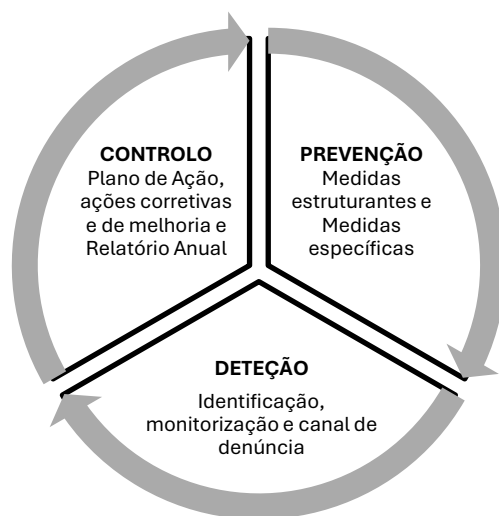 CONTROLO
Plano de Ação,
ações corretivas
e de melhoria e
Relatório Anual
PREVENÇÃO
Medidas
estruturantes e
Medidas
específicas
DETEÇÃO
Identificação,
monitorização e canal de
denúncia